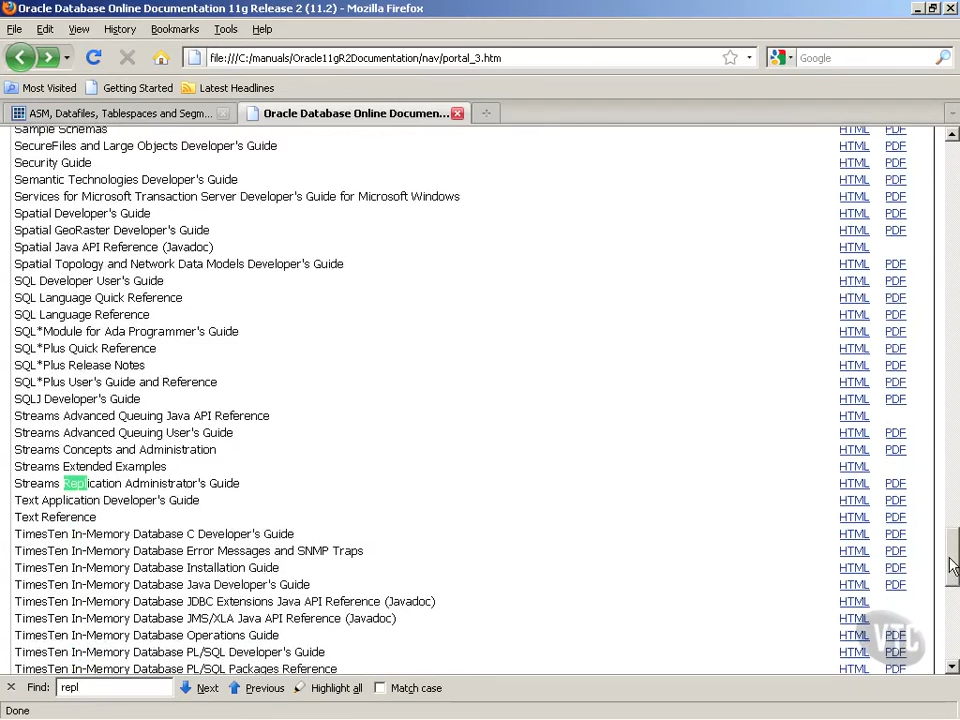 Oracle Database Online Documentation 11g Release 2 (11.2) - Mozilla Firefox
File Edit View History Bookmarks Tools Help
file:///C:/manuals/Oracle11gR2Documentation/nav/portal_3.htm Google
Most Visited Getting Started Latest Headlines
ASM, Datafiles, Tablespaces and Segm... Oracle Database Online Documen...
Sample Schemas HTML PDF
SecureFiles and Large Objects Developer's Guide HTML PDF
Security Guide HTML PDF
Semantic Technologies Developer's Guide HTML PDF
Services for Microsoft Transaction Server Developer's Guide for Microsoft Windows HTML PDF
Spatial Developer's Guide HTML PDF
Spatial GeoRaster Developer's Guide HTML PDF
Spatial Java API Reference (Javadoc) HTML
Spatial Topology and Network Data Models Developer's Guide HTML PDF
SQL Developer User's Guide HTML PDF
SQL Language Quick Reference HTML PDF
SQL Language Reference HTML PDF
SQL*Module for Ada Programmer's Guide HTML PDF
SQL*Plus Quick Reference HTML PDF
SQL*Plus Release Notes HTML PDF
SQL*Plus User's Guide and Reference HTML PDF
SQLJ Developer's Guide HTML PDF
Streams Advanced Queuing Java API Reference HTML
Streams Advanced Queuing User's Guide HTML PDF
Streams Concepts and Administration HTML PDF
Streams Extended Examples HTML
Streams Replication Administrator's Guide HTML PDF
Text Application Developer's Guide HTML PDF
Text Reference HTML PDF
TimesTen In-Memory Database C Developer's Guide HTML PDF
TimesTen In-Memory Database Error Messages and SNMP Traps HTML PDF
TimesTen In-Memory Database Installation Guide HTML PDF
TimesTen In-Memory Database Java Developer's Guide HTML PDF
TimesTen In-Memory Database JDBC Extensions Java API Reference (Javadoc) HTML
TimesTen In-Memory Database JMS/XLA Java API Reference (Javadoc) HTML
TimesTen In-Memory Database Operations Guide HTML PDF
TimesTen In-Memory Database PL/SQL Developer's Guide HTML PDF
TimesTen In-Memory Database PL/SQL Packages Reference HTML PDF
VTC
Find: repl Next Previous Highlight all Match case
Done